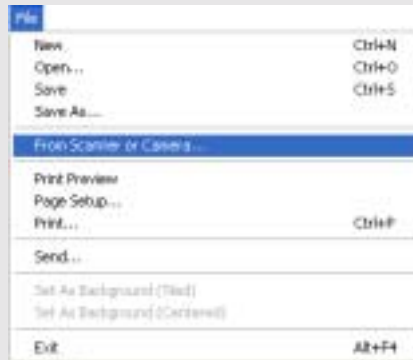 File
New Ctrl+N
Open... Ctrl+O
Save Ctrl+S
Save As...
From Scanner or Camera...
Print Preview
Page Setup...
Print... Ctrl+P
Send...
Set As Background (Tiled)
Set As Background (Centered)
Exit Alt+F4